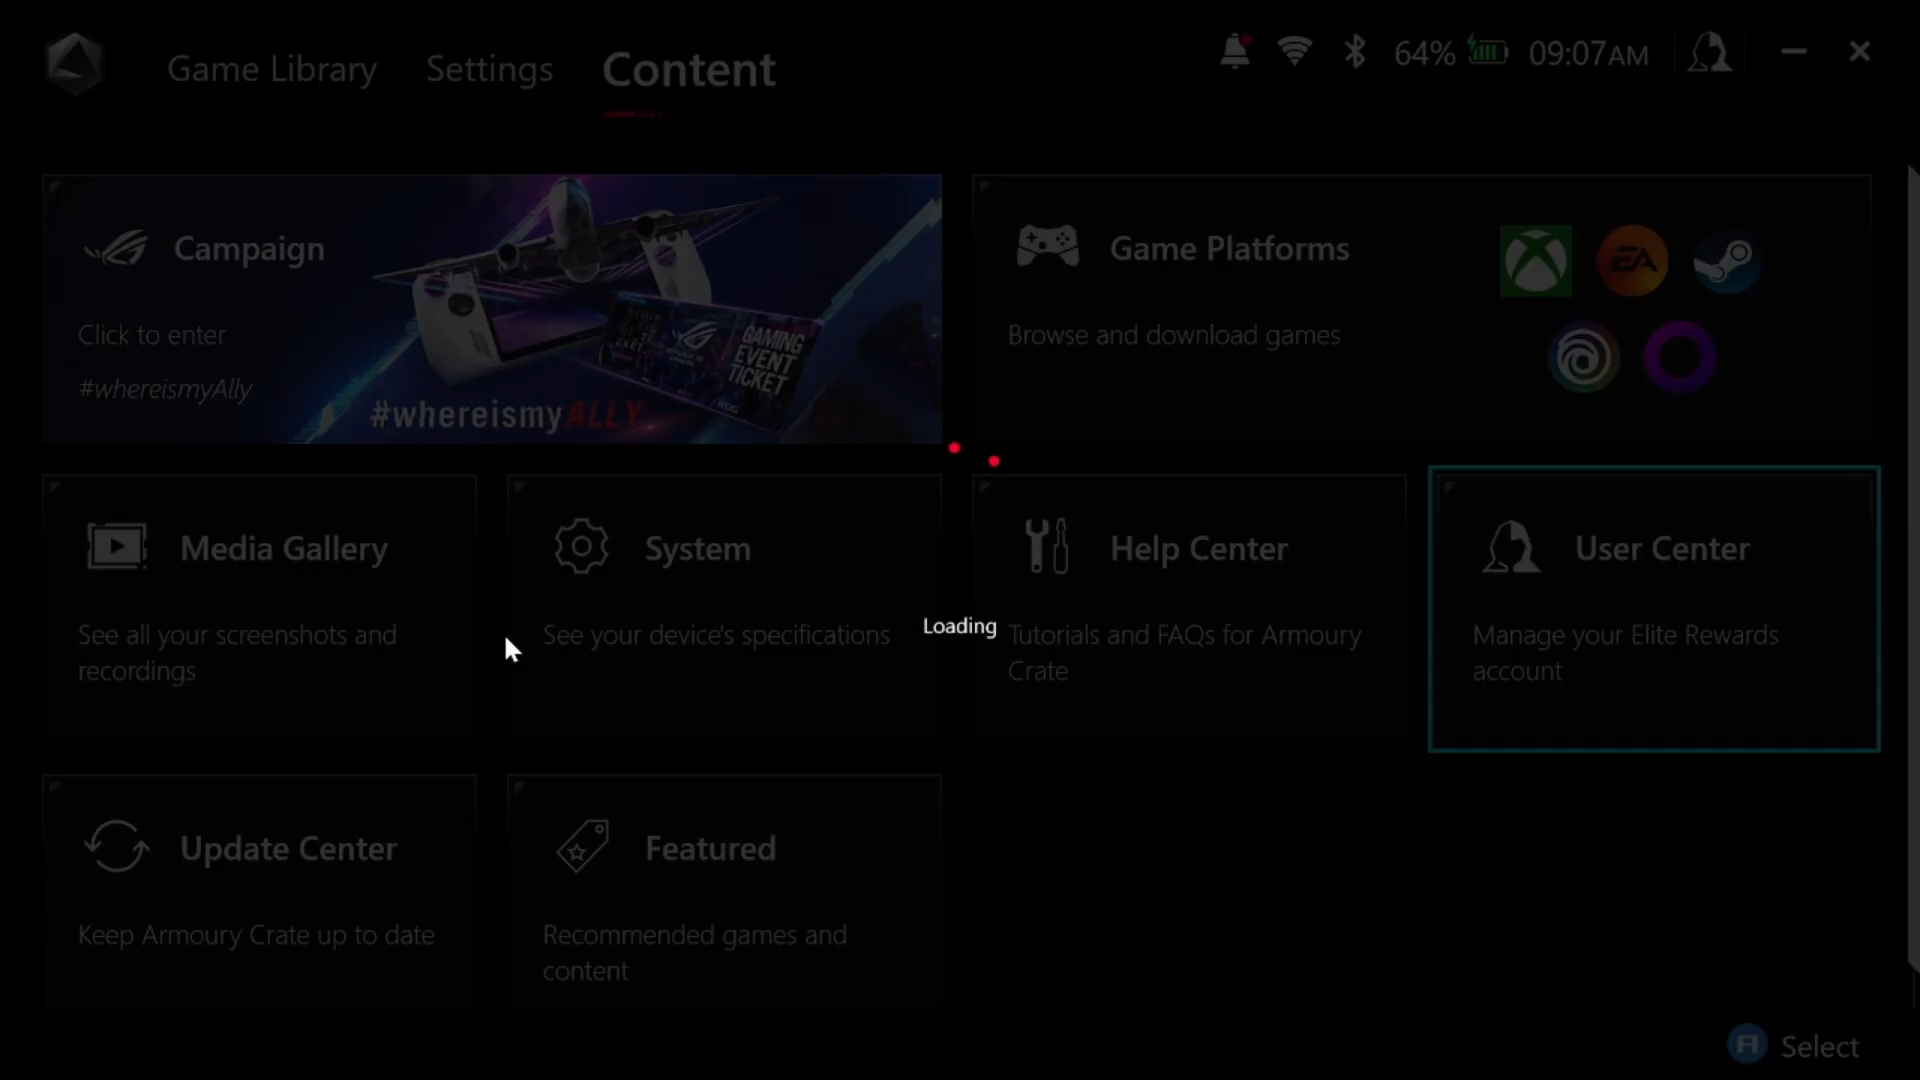 Game Library
Settings
Content
64%
09:07AM
Campaign
Click to enter
#whereismyAlly
GAMING
EVENT
TICKET
#whereismyALLY
Game Platforms
Browse and download games
EA
Media Gallery
See all your screenshots and
recordings
System
See your device's specifications
Loading
Help Center
Tutorials and FAQs for Armoury
Crate
User Center
Manage your Elite Rewards
account
Update Center
Keep Armoury Crate up to date
Featured
Recommended games and
content
A Select